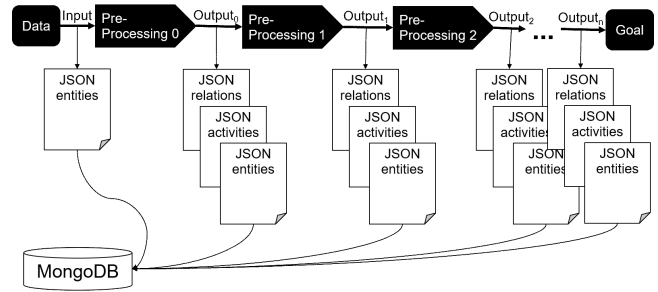 Data
Input
Pre-
Processing 0
Output0
Pre-
Processing 1
Output1
Pre-
Processing 2
Output2
...
Outputn
Goal
JSON
entities
JSON
relations
JSON
activities
JSON
entities
JSON
relations
JSON
activities
JSON
entities
JSON
relations
JSON
activities
JSON
entities
JSON
relations
JSON
activities
JSON
entities
MongoDB